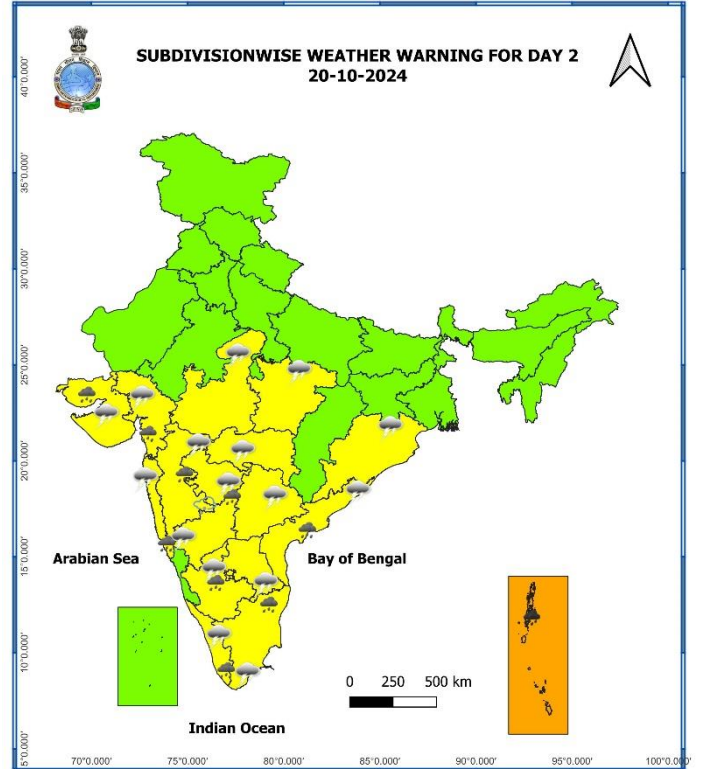 SUBDIVISIONWISE WEATHER WARNING FOR DAY 2
20-10-2024
40°0.000'
35°0.000'
30°0.000'
25°0.000'
20°0.000'
15°0.000'
10°0.000'
5°0.000'
Arabian Sea
Bay of Bengal
0 250 500 km
Indian Ocean
70°0.000' 75°0.000' 80°0.000' 85°0.000' 90°0.000' 95°0.000' 100°0.000'